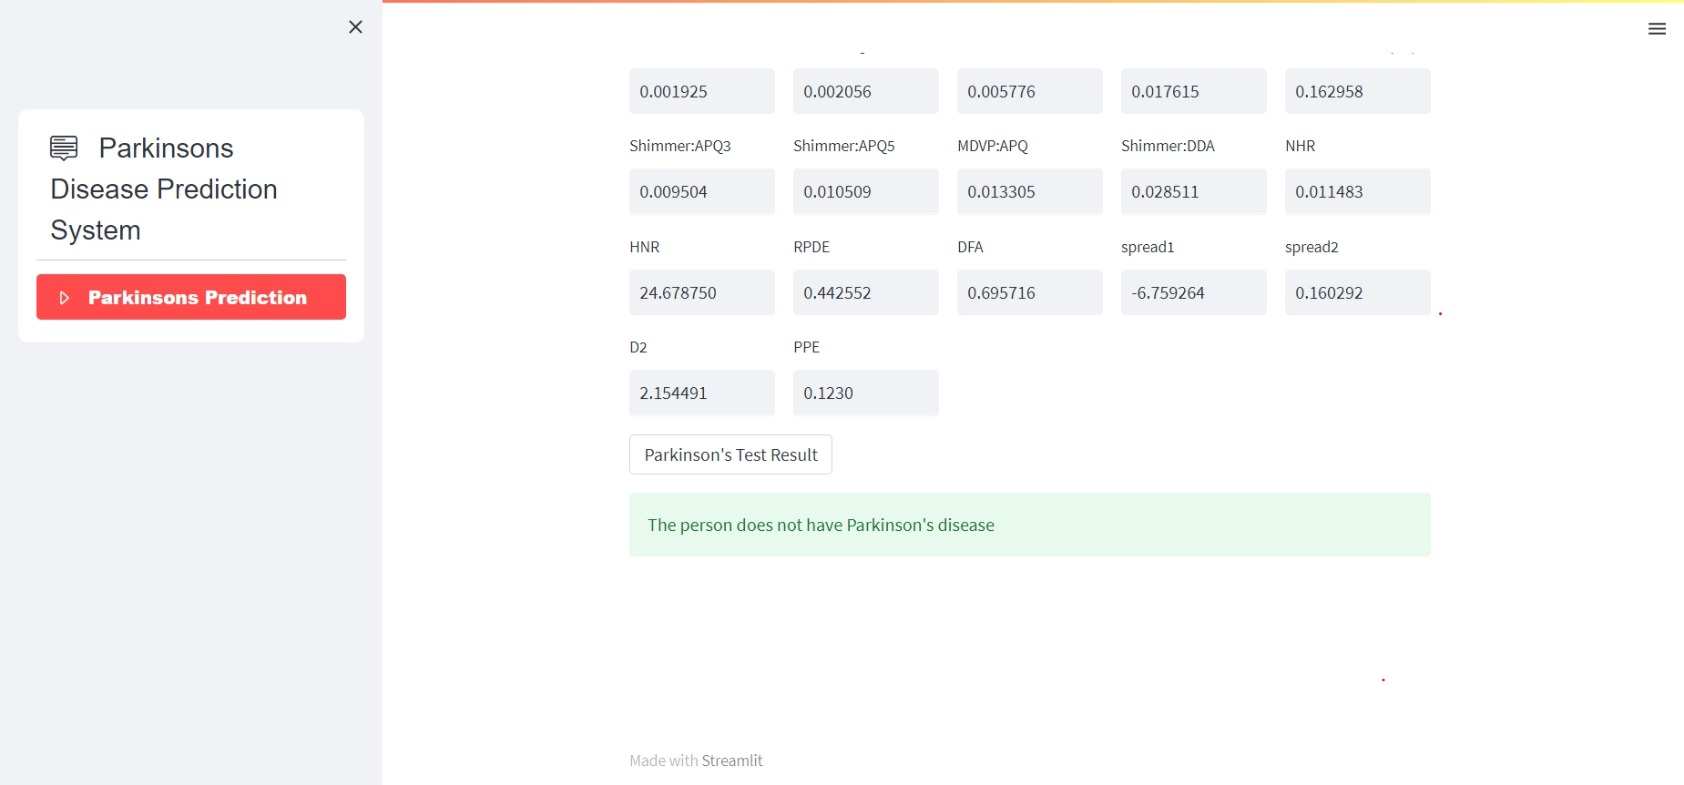 Parkinsons
Disease Prediction
System
Parkinsons Prediction
0.001925 0.002056 0.005776 0.017615 0.162958
Shimmer:APQ3 Shimmer:APQ5 MDVP:APQ Shimmer:DDA NHR
0.009504 0.010509 0.013305 0.028511 0.011483
HNR RPDE DFA spread1 spread2
24.678750 0.442552 0.695716 -6.759264 0.160292
D2 PPE
2.154491 0.1230
Parkinson's Test Result
The person does not have Parkinson's disease
Made with Streamlit